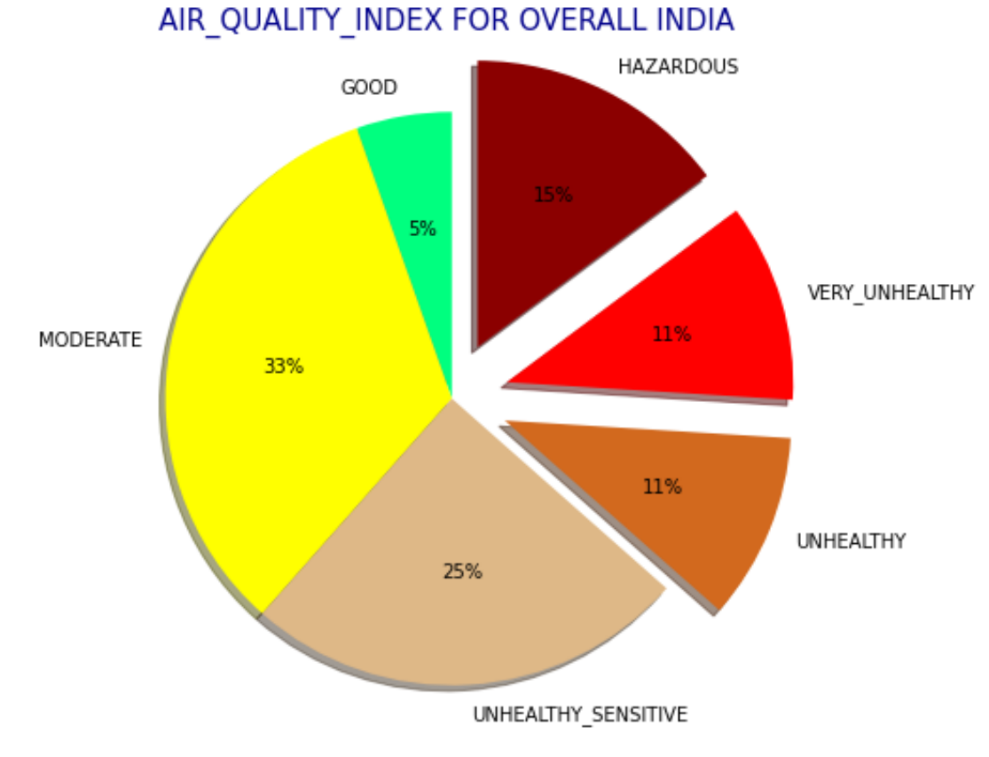 AIR_QUALITY_INDEX FOR OVERALL INDIA
HAZARDOUS
GOOD
15%
5%
VERY_UNHEALTHY
11%
MODERATE
33%
11%
UNHEALTHY
25%
UNHEALTHY_SENSITIVE